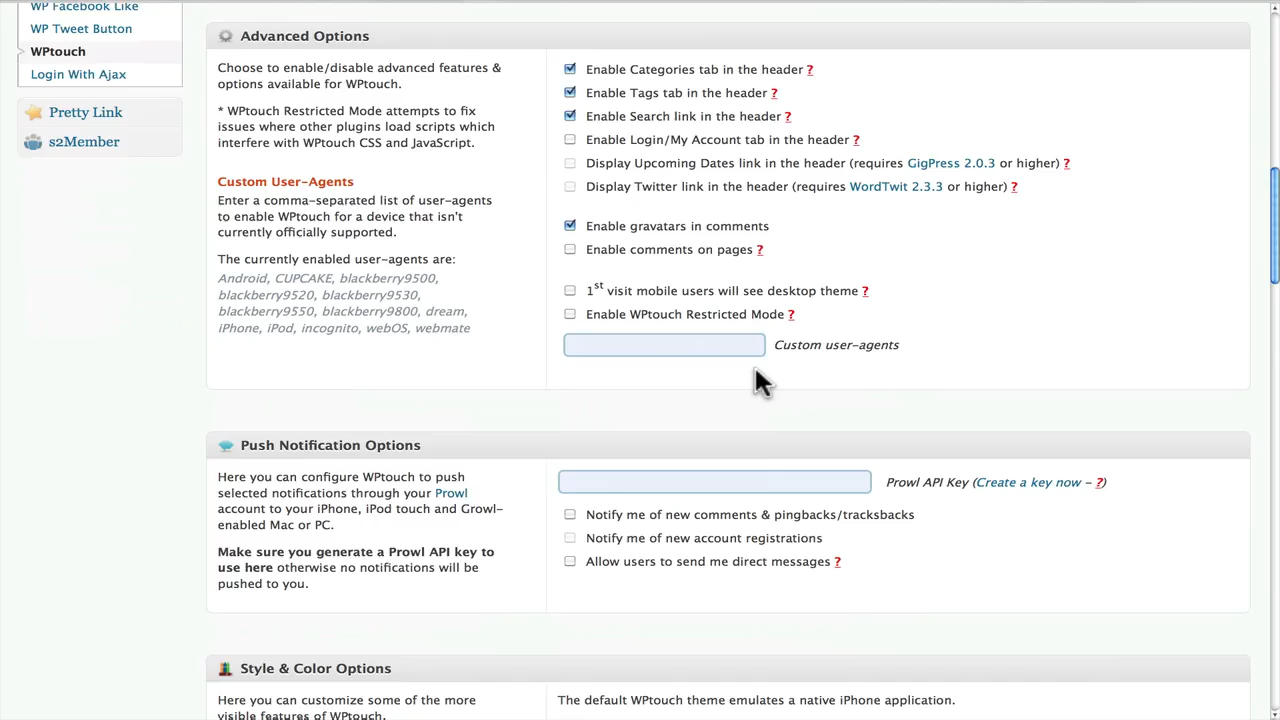 WP Facebook Like
WP Tweet Button
WPtouch
Login With Ajax
Pretty Link
s2Member
Advanced Options
Choose to enable/disable advanced features &
options available for WPtouch.
* WPtouch Restricted Mode attempts to fix
issues where other plugins load scripts which
interfere with WPtouch CSS and JavaScript.
Custom User-Agents
Enter a comma-separated list of user-agents
to enable WPtouch for a device that isn't
currently officially supported.
The currently enabled user-agents are:
Android, CUPCAKE, blackberry9500,
blackberry9520, blackberry9530,
blackberry9550, blackberry9800, dream,
iPhone, iPod, incognito, webOS, webmate
Enable Categories tab in the header ?
Enable Tags tab in the header ?
Enable Search link in the header ?
Enable Login/My Account tab in the header ?
Display Upcoming Dates link in the header (requires GigPress 2.0.3 or higher) ?
Display Twitter link in the header (requires WordTwit 2.3.3 or higher) ?
Enable gravatars in comments
Enable comments on pages ?
1st visit mobile users will see desktop theme ?
Enable WPtouch Restricted Mode ?
Custom user-agents
Push Notification Options
Here you can configure WPtouch to push
selected notifications through your Prowl
account to your iPhone, iPod touch and Growl-
enabled Mac or PC.
Make sure you generate a Prowl API key to
use here otherwise no notifications will be
pushed to you.
Prowl API Key (Create a key now - ?)
Notify me of new comments & pingbacks/tracksbacks
Notify me of new account registrations
Allow users to send me direct messages ?
Style & Color Options
Here you can customize some of the more
visible features of WPtouch.
The default WPtouch theme emulates a native iPhone application.